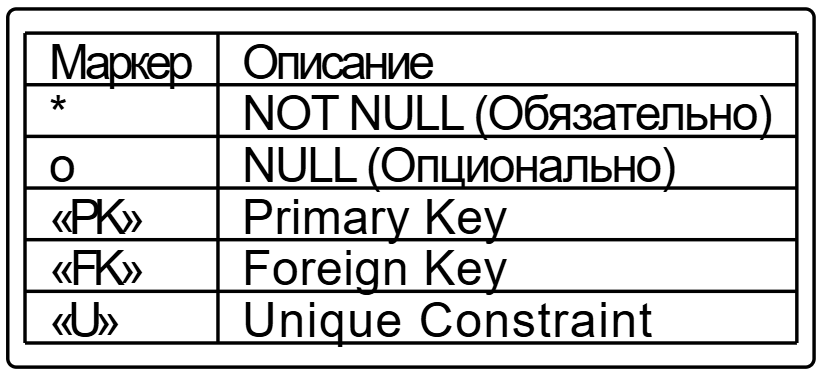 Маркер Описание
* NOT NULL (Обязательно)
o NULL (Опционально)
«PK» Primary Key
«FK» Foreign Key
«U» Unique Constraint